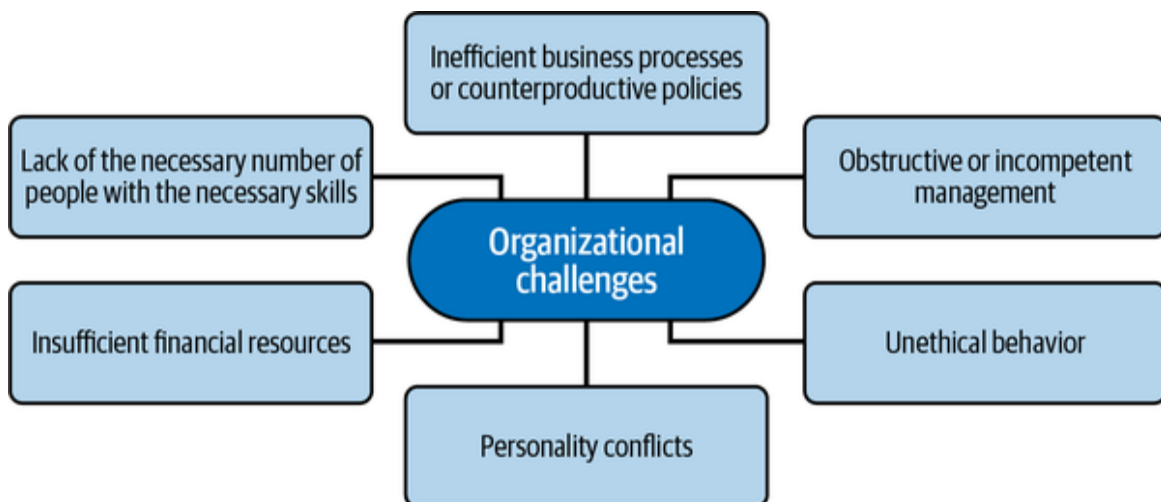 Inefficient business processes
or counterproductive policies
Lack of the necessary number of
people with the necessary skills
Obstructive or incompetent
management
Organizational
challenges
Insufficient financial resources
Unethical behavior
Personality conflicts